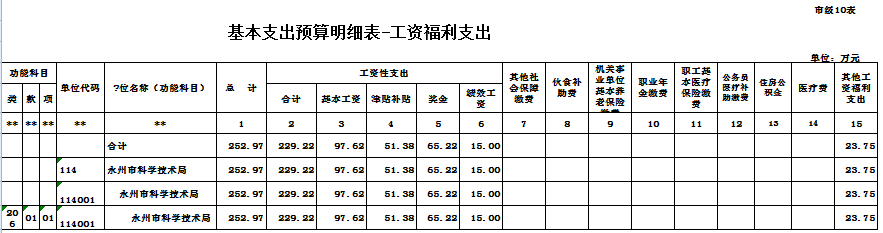 市级10表
基本支出预算明细表-工资福利支出
单位：万元
功能科目 单位代码 ?位名称（功能科目） 总 计 工资性支出 其他社会保障缴费 伙食补助费 机关事业单位基本养老保险缴费 职业年金缴费 职工基本医疗保险缴费 公务员医疗补助缴费 住房公积金 医疗费 其他工资福利支出
类 款 项 合计 基本工资 津贴补贴 奖金 绩效工资
** ** ** ** ** 1 2 3 4 5 6 7 8 9 10 11 12 13 14 15
合计 252.97 229.22 97.62 51.38 65.22 15.00 23.75
114 永州市科学技术局 252.97 229.22 97.62 51.38 65.22 15.00 23.75
114001 永州市科学技术局 252.97 229.22 97.62 51.38 65.22 15.00 23.75
206 01 01 114001 永州市科学技术局 252.97 229.22 97.62 51.38 65.22 15.00 23.75